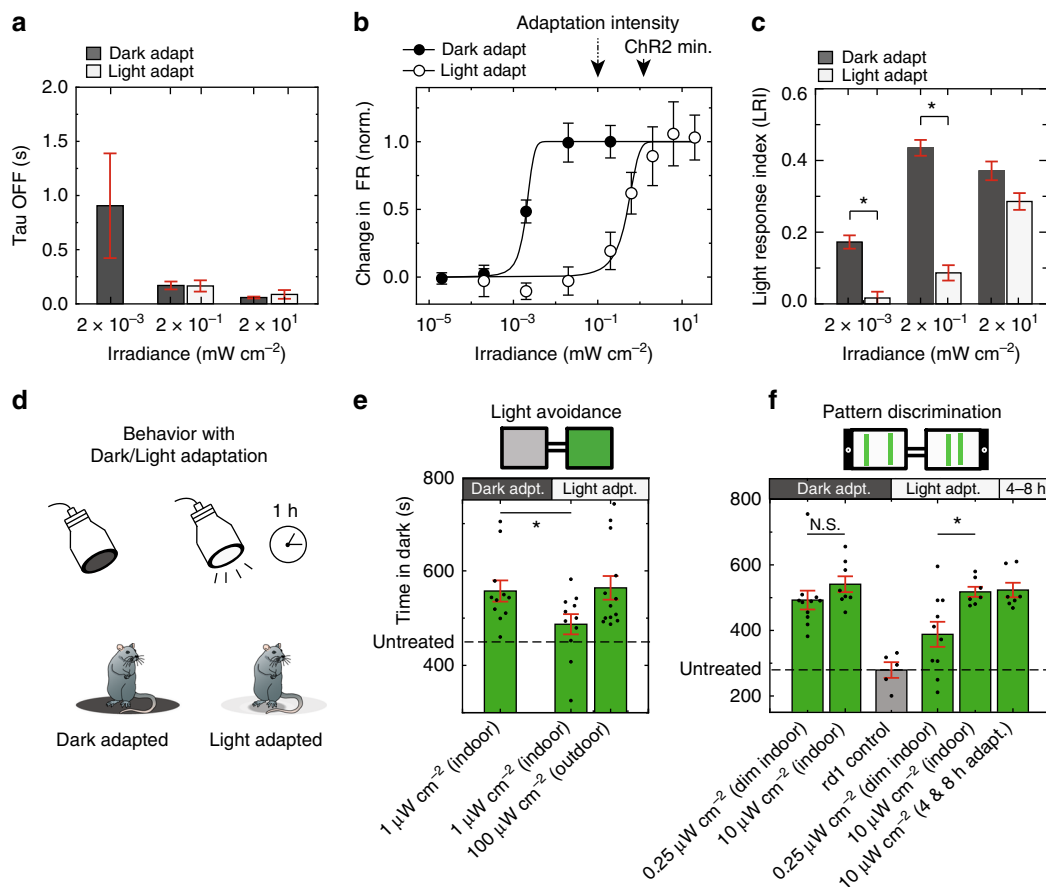 a
Dark adapt
Light adapt
2.0
1.5
1.0
0.5
0.0
Tau OFF (s)
2 × 10⁻³
2 × 10⁻¹
2 × 10¹
Irradiance (mW cm⁻²)
b
Adaptation intensity
Dark adapt
Light adapt
ChR2 min.
1.0
0.5
0.0
Change in FR (norm.)
10⁻⁵
10⁻³
10⁻¹
10¹
Irradiance (mW cm⁻²)
c
Dark adapt
Light adapt
0.6
0.4
0.2
0.0
Light response index (LRI)
*
*
2 × 10⁻³
2 × 10⁻¹
2 × 10¹
Irradiance (mW cm⁻²)
d
Behavior with
Dark/Light adaptation
1 h
Dark adapted
Light adapted
e
Light avoidance
Dark adpt.
Light adpt.
800
600
Untreated
400
Time in dark (s)
*
1 μW cm⁻² (indoor)
1 μW cm⁻² (indoor)
100 μW cm⁻² (outdoor)
f
Pattern discrimination
Dark adpt.
Light adpt.
4–8 h
800
600
400
Untreated
200
N.S.
*
0.25 μW cm⁻² (dim indoor)
10 μW cm⁻² (indoor)
rd1 control
0.25 μW cm⁻² (dim indoor)
10 μW cm⁻² (indoor)
10 μW cm⁻² (4 & 8 h adapt.)